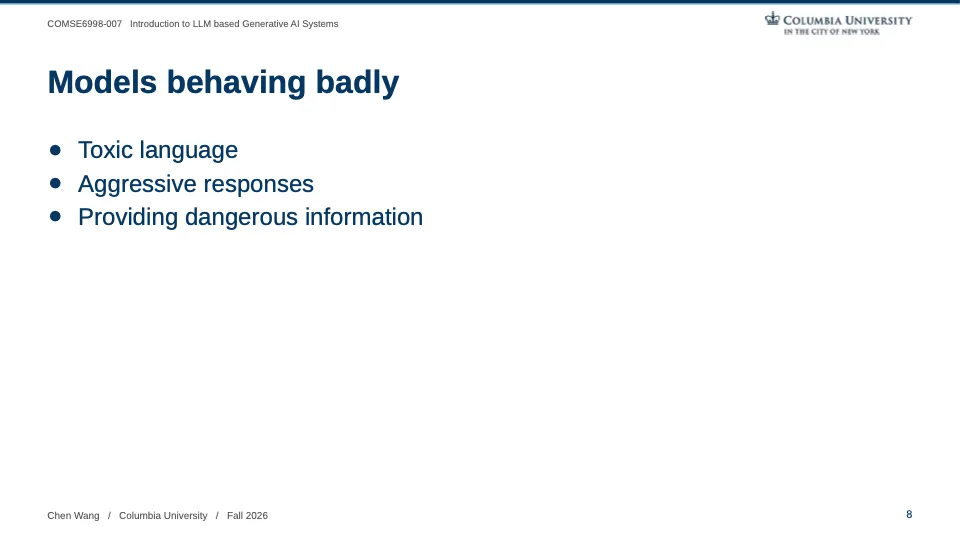 COMSE6998-007 Introduction to LLM based Generative AI Systems
COLUMBIA UNIVERSITY
IN THE CITY OF NEW YORK
Models behaving badly
● Toxic language
● Aggressive responses
● Providing dangerous information
Chen Wang / Columbia University / Fall 2026
8